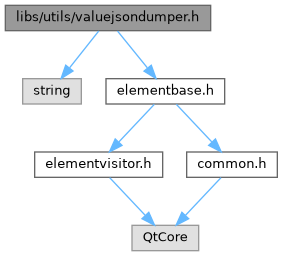 libs/utils/valuejsondumper.h
string
elementbase.h
elementvisitor.h
common.h
QtCore